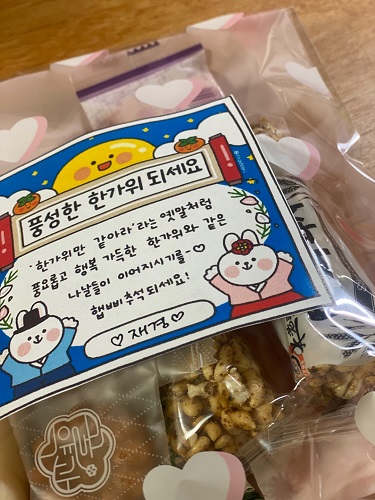 풍성한 한가위 되세요
"한가위만 같아라"라는 옛말처럼
풍요롭고 행복 가득한 한가위와 같은
나날들이 이어지시기를~♡
햅삐추석 되세요!
♡ 재경 ♡